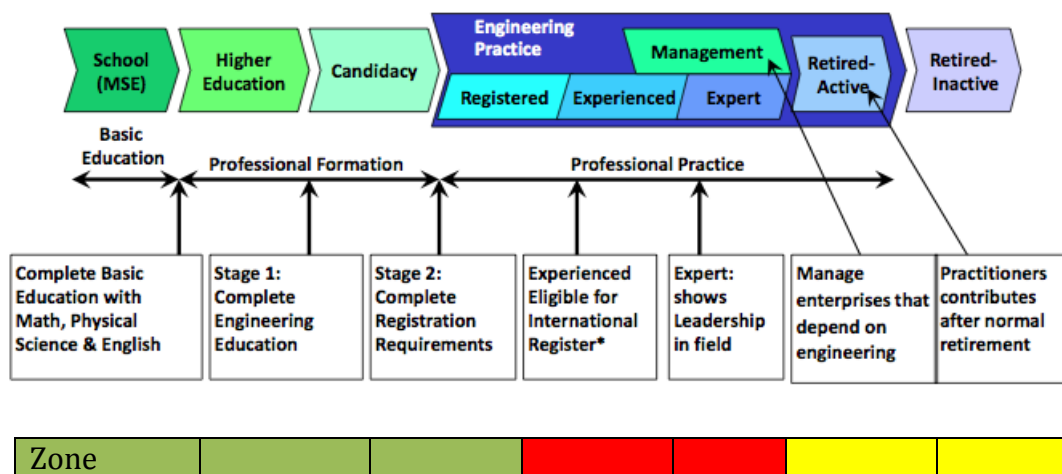 School
(MSE)
Higher
Education
Candidacy
Engineering
Practice
Management
Registered
Experienced
Expert
Retired-
Active
Retired-
Inactive
Basic
Education
Professional Formation
Professional Practice
Complete Basic
Education with
Math, Physical
Science & English
Stage 1:
Complete
Engineering
Education
Stage 2:
Complete
Registration
Requirements
Experienced
Eligible for
International
Register*
Expert:
shows
Leadership
in field
Manage
enterprises that
depend on
engineering
Practitioners
contributes
after normal
retirement
Zone